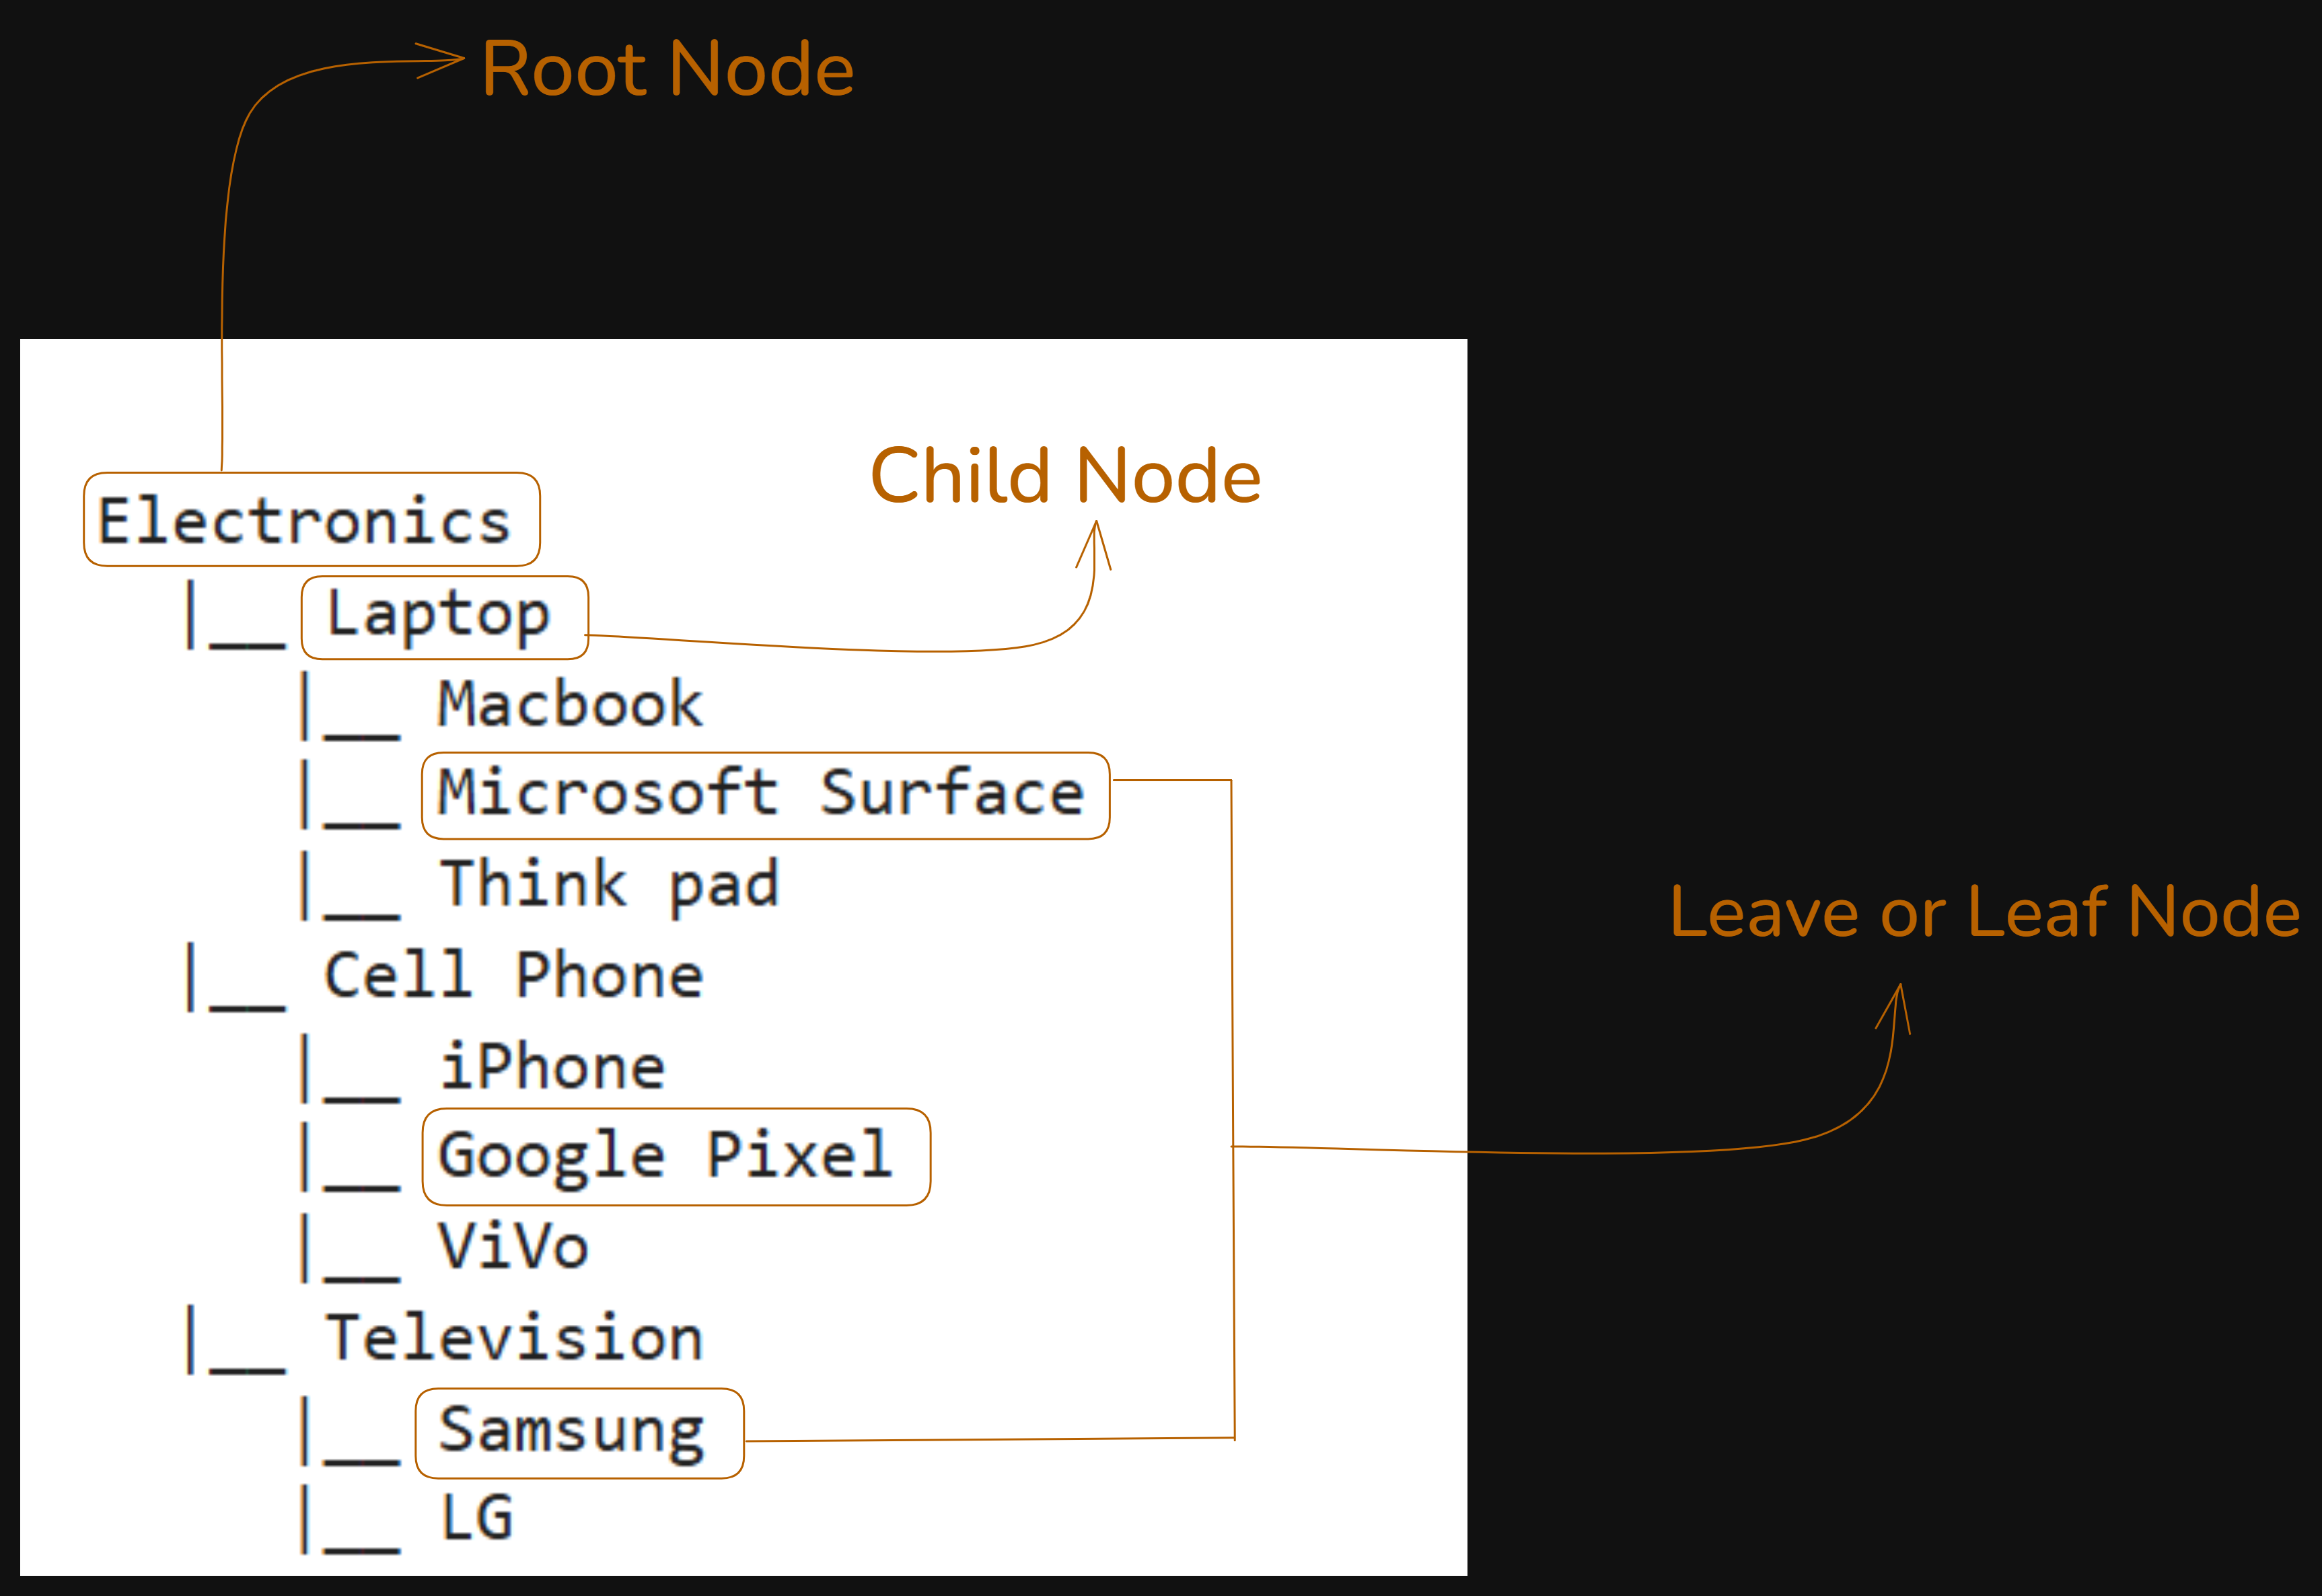 Root Node
Child Node
Electronics
|__ Laptop
|__ Macbook
|__ Microsoft Surface
|__ Think pad
Leave or Leaf Node
|__ Cell Phone
|__ iPhone
|__ Google Pixel
|__ ViVo
|__ Television
|__ Samsung
|__ LG